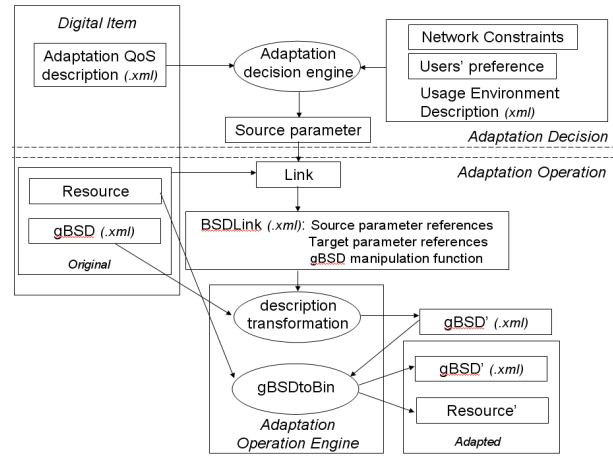 Digital Item
Adaptation QoS
description (.xml)
Adaptation
decision engine
Network Constraints
Users' preference
Usage Environment
Description (xml)
Source parameter
Adaptation Decision
Adaptation Operation
Link
Resource
gBSD (.xml)
Original
BSDLink (.xml): Source parameter references
Target parameter references
gBSD manipulation function
description
transformation
gBSD' (.xml)
gBSDtoBin
gBSD' (.xml)
Resource'
Adaptation
Operation Engine
Adapted